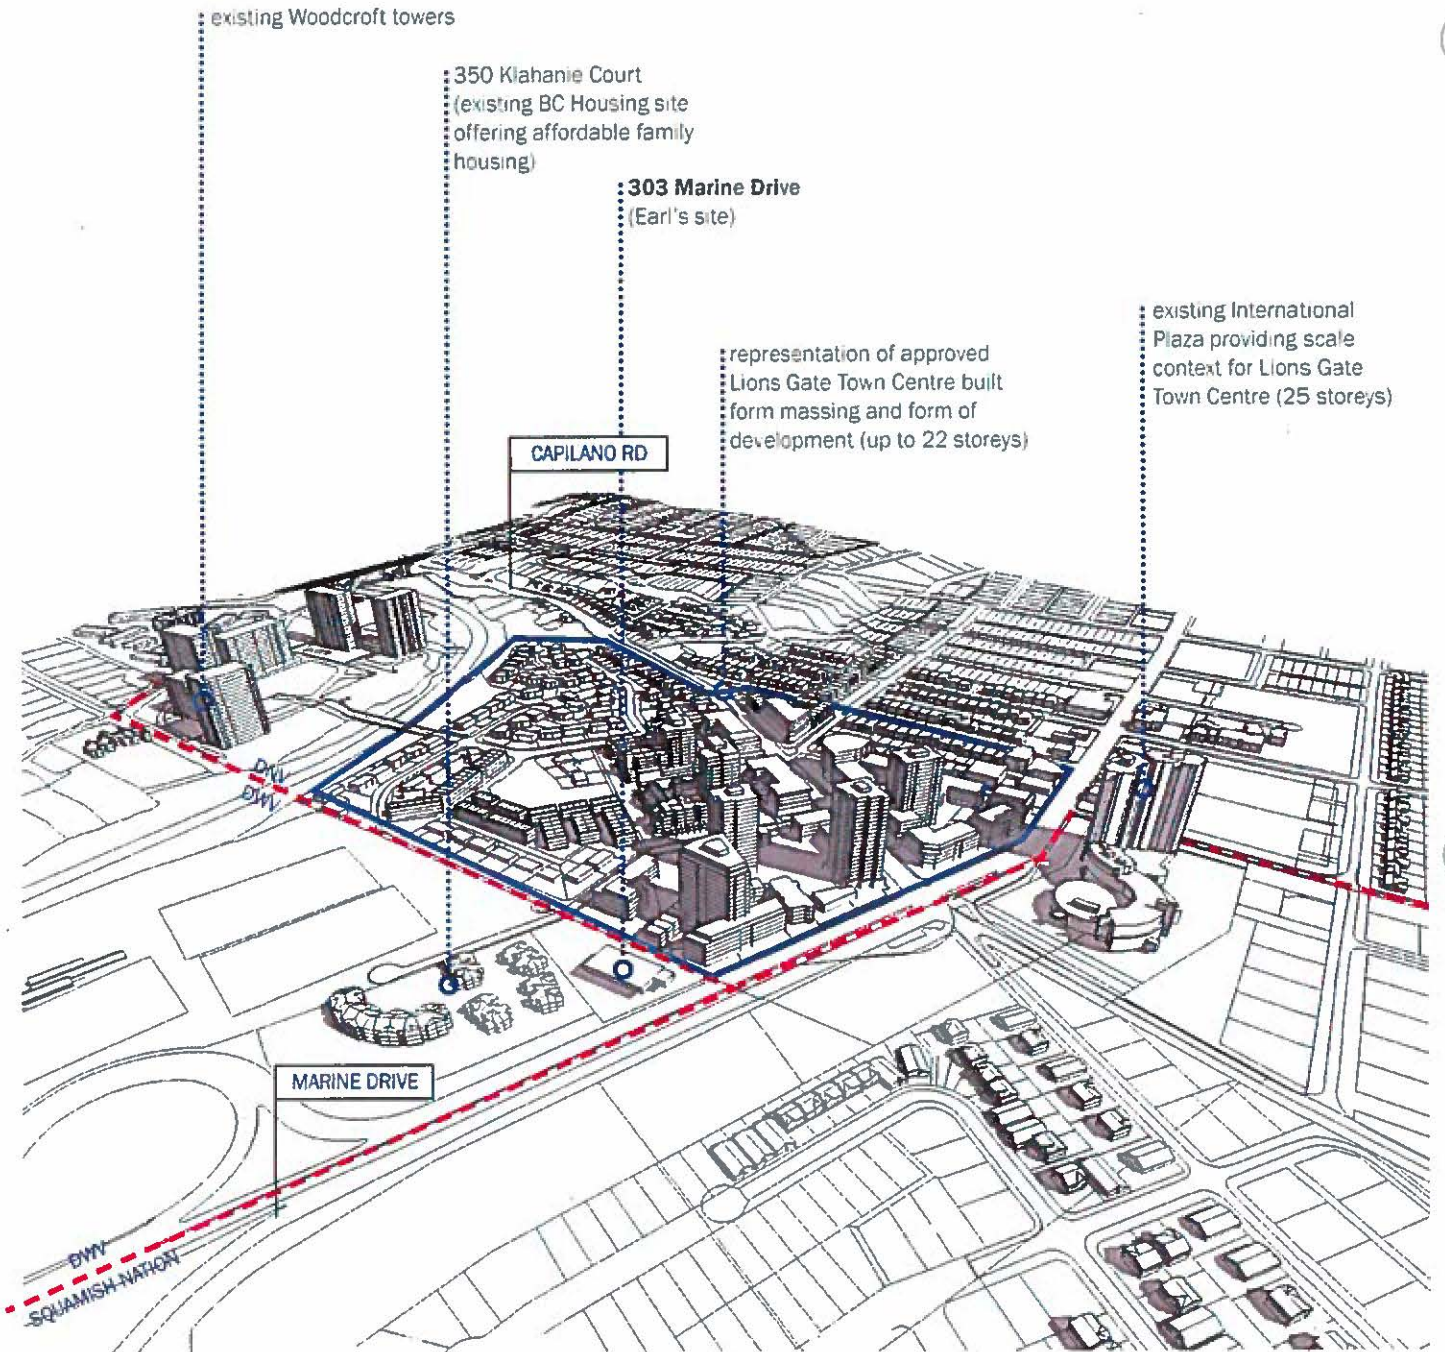 existing Woodcroft towers
350 Klahanie Court
(existing BC Housing site
offering affordable family
housing)
303 Marine Drive
(Earl's site)
existing International
Plaza providing scale
context for Lions Gate
Town Centre (25 storeys)
representation of approved
Lions Gate Town Centre built
form massing and form of
development (up to 22 storeys)
CAPILANO RD
MARINE DRIVE
DWV
SQUAMISH NATION